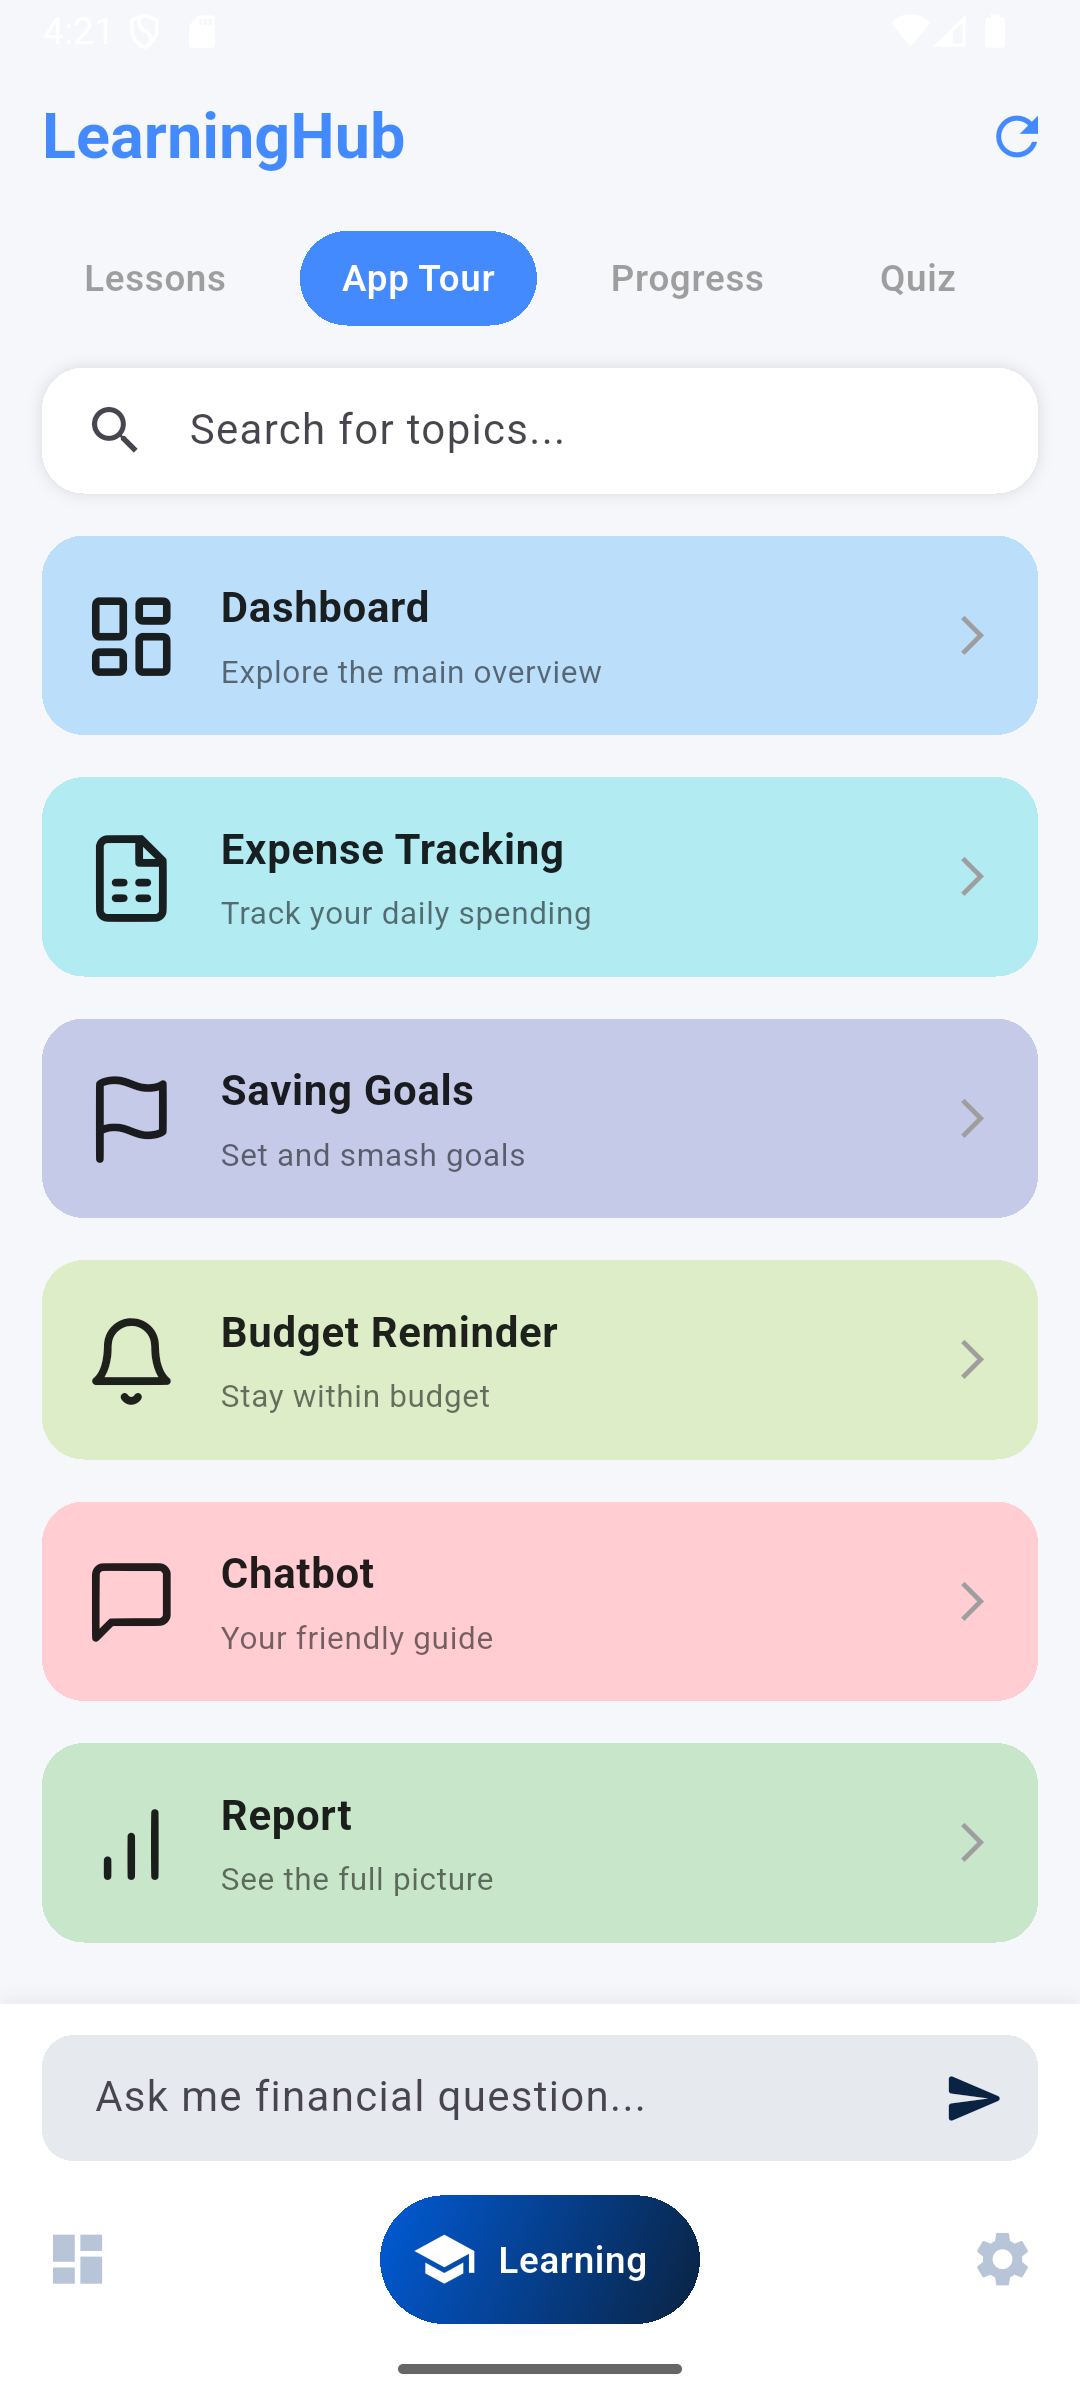 4:21
LearningHub
Lessons
App Tour
Progress
Quiz
Search for topics...
Dashboard
Explore the main overview
Expense Tracking
Track your daily spending
Saving Goals
Set and smash goals
Budget Reminder
Stay within budget
Chatbot
Your friendly guide
Report
See the full picture
Ask me financial question...
Learning